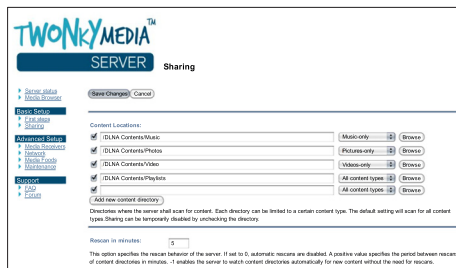 TWONKYMEDIA™
SERVER
Sharing
Server status
Media Browser
Save Changes Cancel
Basic Setup
First steps
Sharing
Content Locations:
/DLNA Contents/Music Music-only Browse
Advanced Setup
Media Receivers
Network
Media Feeds
Maintenance
/DLNA Contents/Photos Pictures-only Browse
/DLNA Contents/Video Videos-only Browse
/DLNA Contents/Playlists All content types Browse
Support
FAQ
Forum
All content types Browse
Add new content directory
Directories where the server shall scan for content. Each directory can be limited to a certain content type. The default setting will scan for all content
types.Sharing can be temporarily disabled by unchecking the directory.
Rescan in minutes: 5
This option specifies the rescan behavior of the server. If set to 0, automatic rescans are disabled. A positive value specifies the period between rescans
of content directories in minutes. -1 enables the server to watch content directories automatically for new content without the need for rescans.